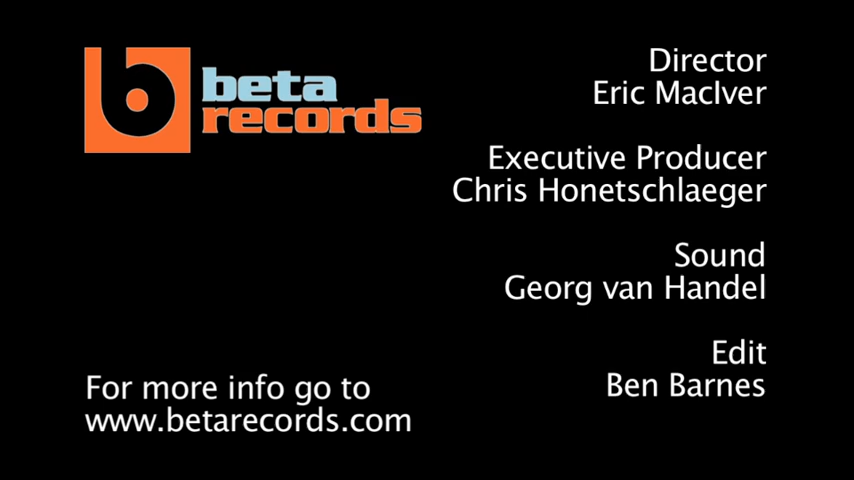 beta
records
Director
Eric MacIver
Executive Producer
Chris Honetschlaeger
Sound
Georg van Handel
Edit
Ben Barnes
For more info go to
www.betarecords.com